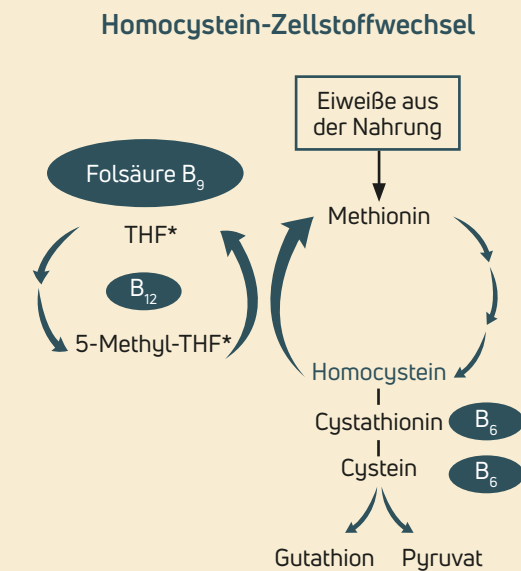 Homocystein-Zellstoffwechsel
Eiweiße aus
der Nahrung
Folsäure B₉
THF*
B₁₂
5-Methyl-THF*
Methionin
Homocystein
Cystathionin
B₆
Cystein
B₆
Gutathion
Pyruvat